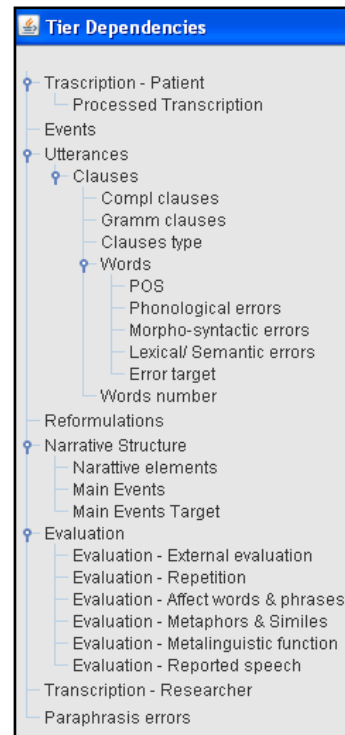 Tier Dependencies
Trascription - Patient
Processed Transcription
Events
Utterances
Clauses
Compl clauses
Gramm clauses
Clauses type
Words
POS
Phonological errors
Morpho-syntactic errors
Lexical/ Semantic errors
Error target
Words number
Reformulations
Narrative Structure
Narattive elements
Main Events
Main Events Target
Evaluation
Evaluation - External evaluation
Evaluation - Repetition
Evaluation - Affect words & phrases
Evaluation - Metaphors & Similes
Evaluation - Metalinguistic function
Evaluation - Reported speech
Transcription - Researcher
Paraphrasis errors